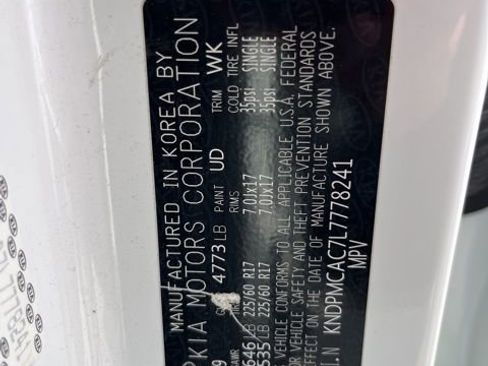 MANUFACTURED IN KOREA BY
KIA MOTORS CORPORATION
4773 LB PAINT UD TRIM WK
RIMS COLD TIRE INFL
LB 225/60 R17 7.0Jx17 35psi SINGLE
535 LB 225/60 R17 7.0Jx17 35psi SINGLE
VEHICLE CONFORMS TO ALL APPLICABLE U.S.A. FEDERAL
VEHICLE SAFETY AND THEFT PREVENTION STANDARDS
EFFECT ON THE DATE OF MANUFACTURE SHOWN ABOVE.
I.N KNDPMCAC7L7778241
MPV